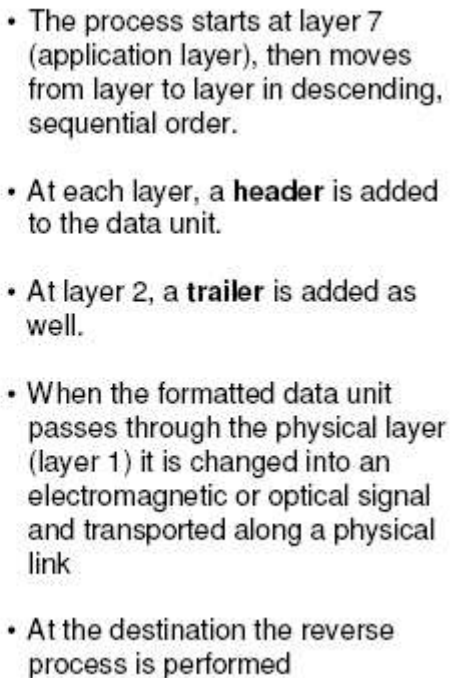 • The process starts at layer 7
(application layer), then moves
from layer to layer in descending,
sequential order.
• At each layer, a header is added
to the data unit.
• At layer 2, a trailer is added as
well.
• When the formatted data unit
passes through the physical layer
(layer 1) it is changed into an
electromagnetic or optical signal
and transported along a physical
link
• At the destination the reverse
process is performed